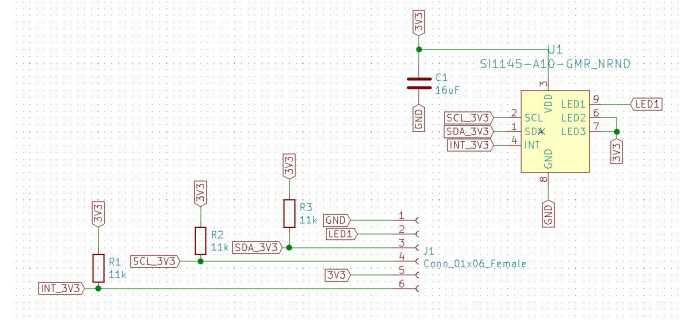 3V3
U1
SI1145-A10-GMR_NRND
C1
16uF
GND
3
VDD
SCL_3V3 2 SCL
SDA_3V3 1 SDA
INT_3V3 4 INT
LED1 9 LED1
LED2 6
LED3 7
3V3
GND
8
GND
3V3
R3
11k
3V3
R2
11k
3V3
R1
11k
GND 1
LED1 2
SDA_3V3 3
SCL_3V3 4
3V3 5
INT_3V3 6
J1
Conn_01x06_Female